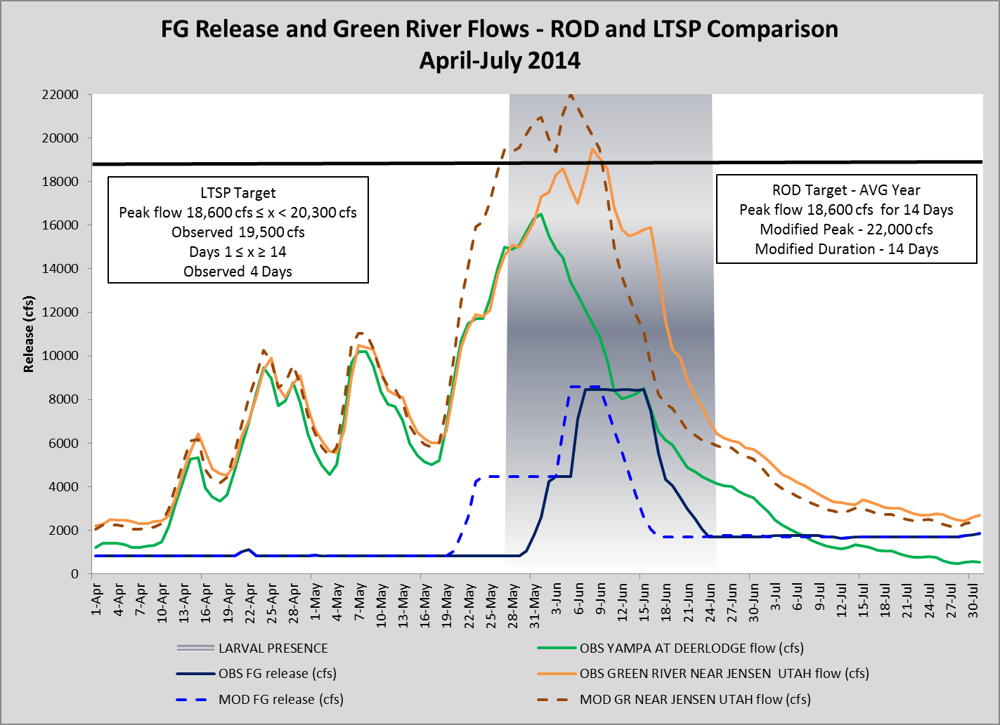 FG Release and Green River Flows - ROD and LTSP Comparison
April-July 2014
Release (cfs)
22000
20000
18000
16000
14000
12000
10000
8000
6000
4000
2000
0
LTSP Target
Peak flow 18,600 cfs ≤ x < 20,300 cfs
Observed 19,500 cfs
Days 1 ≤ x ≥ 14
Observed 4 Days
ROD Target - AVG Year
Peak flow 18,600 cfs for 14 Days
Modified Peak - 22,000 cfs
Modified Duration - 14 Days
1-Apr
4-Apr
7-Apr
10-Apr
13-Apr
16-Apr
19-Apr
22-Apr
25-Apr
28-Apr
1-May
4-May
7-May
10-May
13-May
16-May
19-May
22-May
25-May
28-May
31-May
3-Jun
6-Jun
9-Jun
12-Jun
15-Jun
18-Jun
21-Jun
24-Jun
27-Jun
30-Jun
3-Jul
6-Jul
9-Jul
12-Jul
15-Jul
18-Jul
21-Jul
24-Jul
27-Jul
30-Jul
LARVAL PRESENCE
OBS YAMPA AT DEERLODGE flow (cfs)
OBS FG release (cfs)
OBS GREEN RIVER NEAR JENSEN UTAH flow (cfs)
MOD FG release (cfs)
MOD GR NEAR JENSEN UTAH flow (cfs)